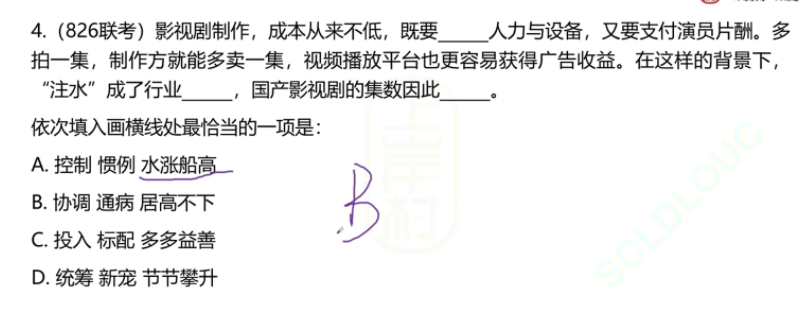 4.（826联考）影视剧制作，成本从来不低，既要_____人力与设备，又要支付演员片酬。多
拍一集，制作方就能多卖一集，视频播放平台也更容易获得广告收益。在这样的背景下，
“注水”成了行业_____，国产影视剧的集数因此_____。
依次填入画横线处最恰当的一项是：
A. 控制 惯例 水涨船高
B. 协调 通病 居高不下
C. 投入 标配 多多益善
D. 统筹 新宠 节节攀升
B
上岸村
SCLDLOUC